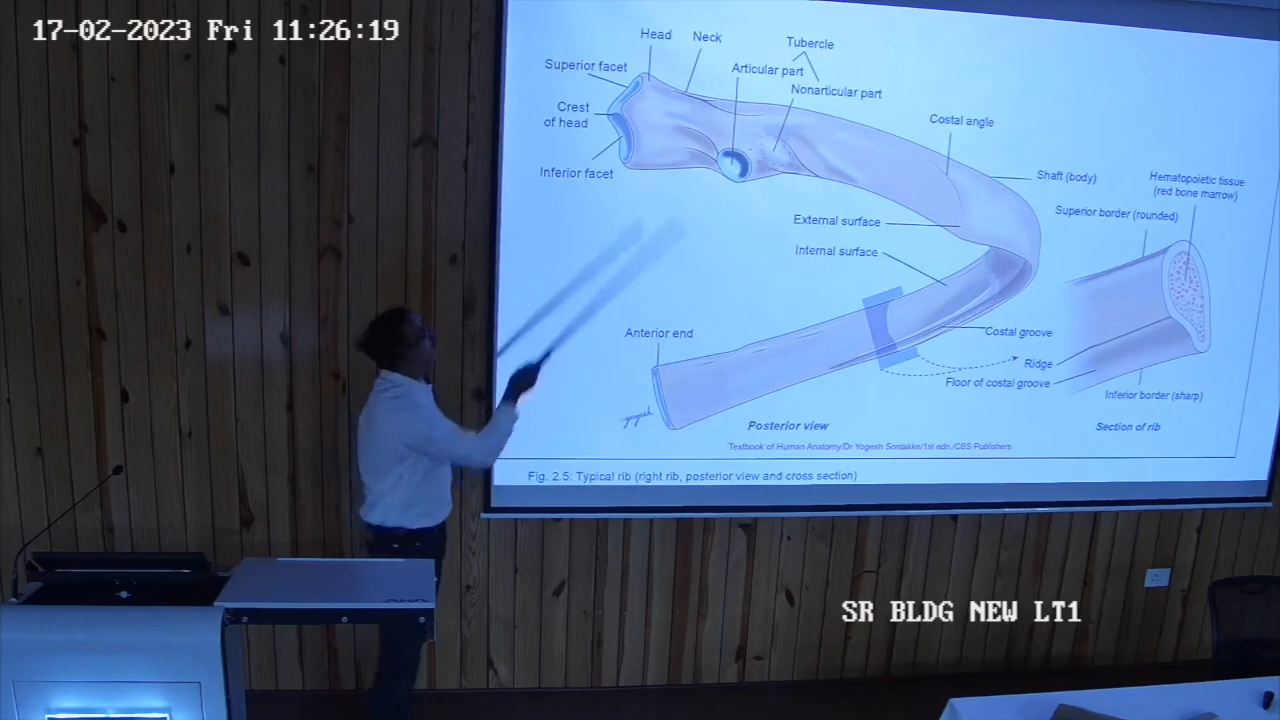 17-02-2023 Fri 11:26:19
Head
Neck
Tubercle
Superior facet
Articular part
Nonarticular part
Crest
of head
Costal angle
Inferior facet
Shaft (body)
Hematopoietic tissue
(red bone marrow)
Superior border (rounded)
External surface
Internal surface
Anterior end
Costal groove
Ridge
Floor of costal groove
Inferior border (sharp)
yogesh
Posterior view
Section of rib
Textbook of Human Anatomy/Dr Yogesh Sontakke/1st edn./CBS Publishers
Fig. 2.5: Typical rib (right rib, posterior view and cross section)
SR BLDG NEW LT1